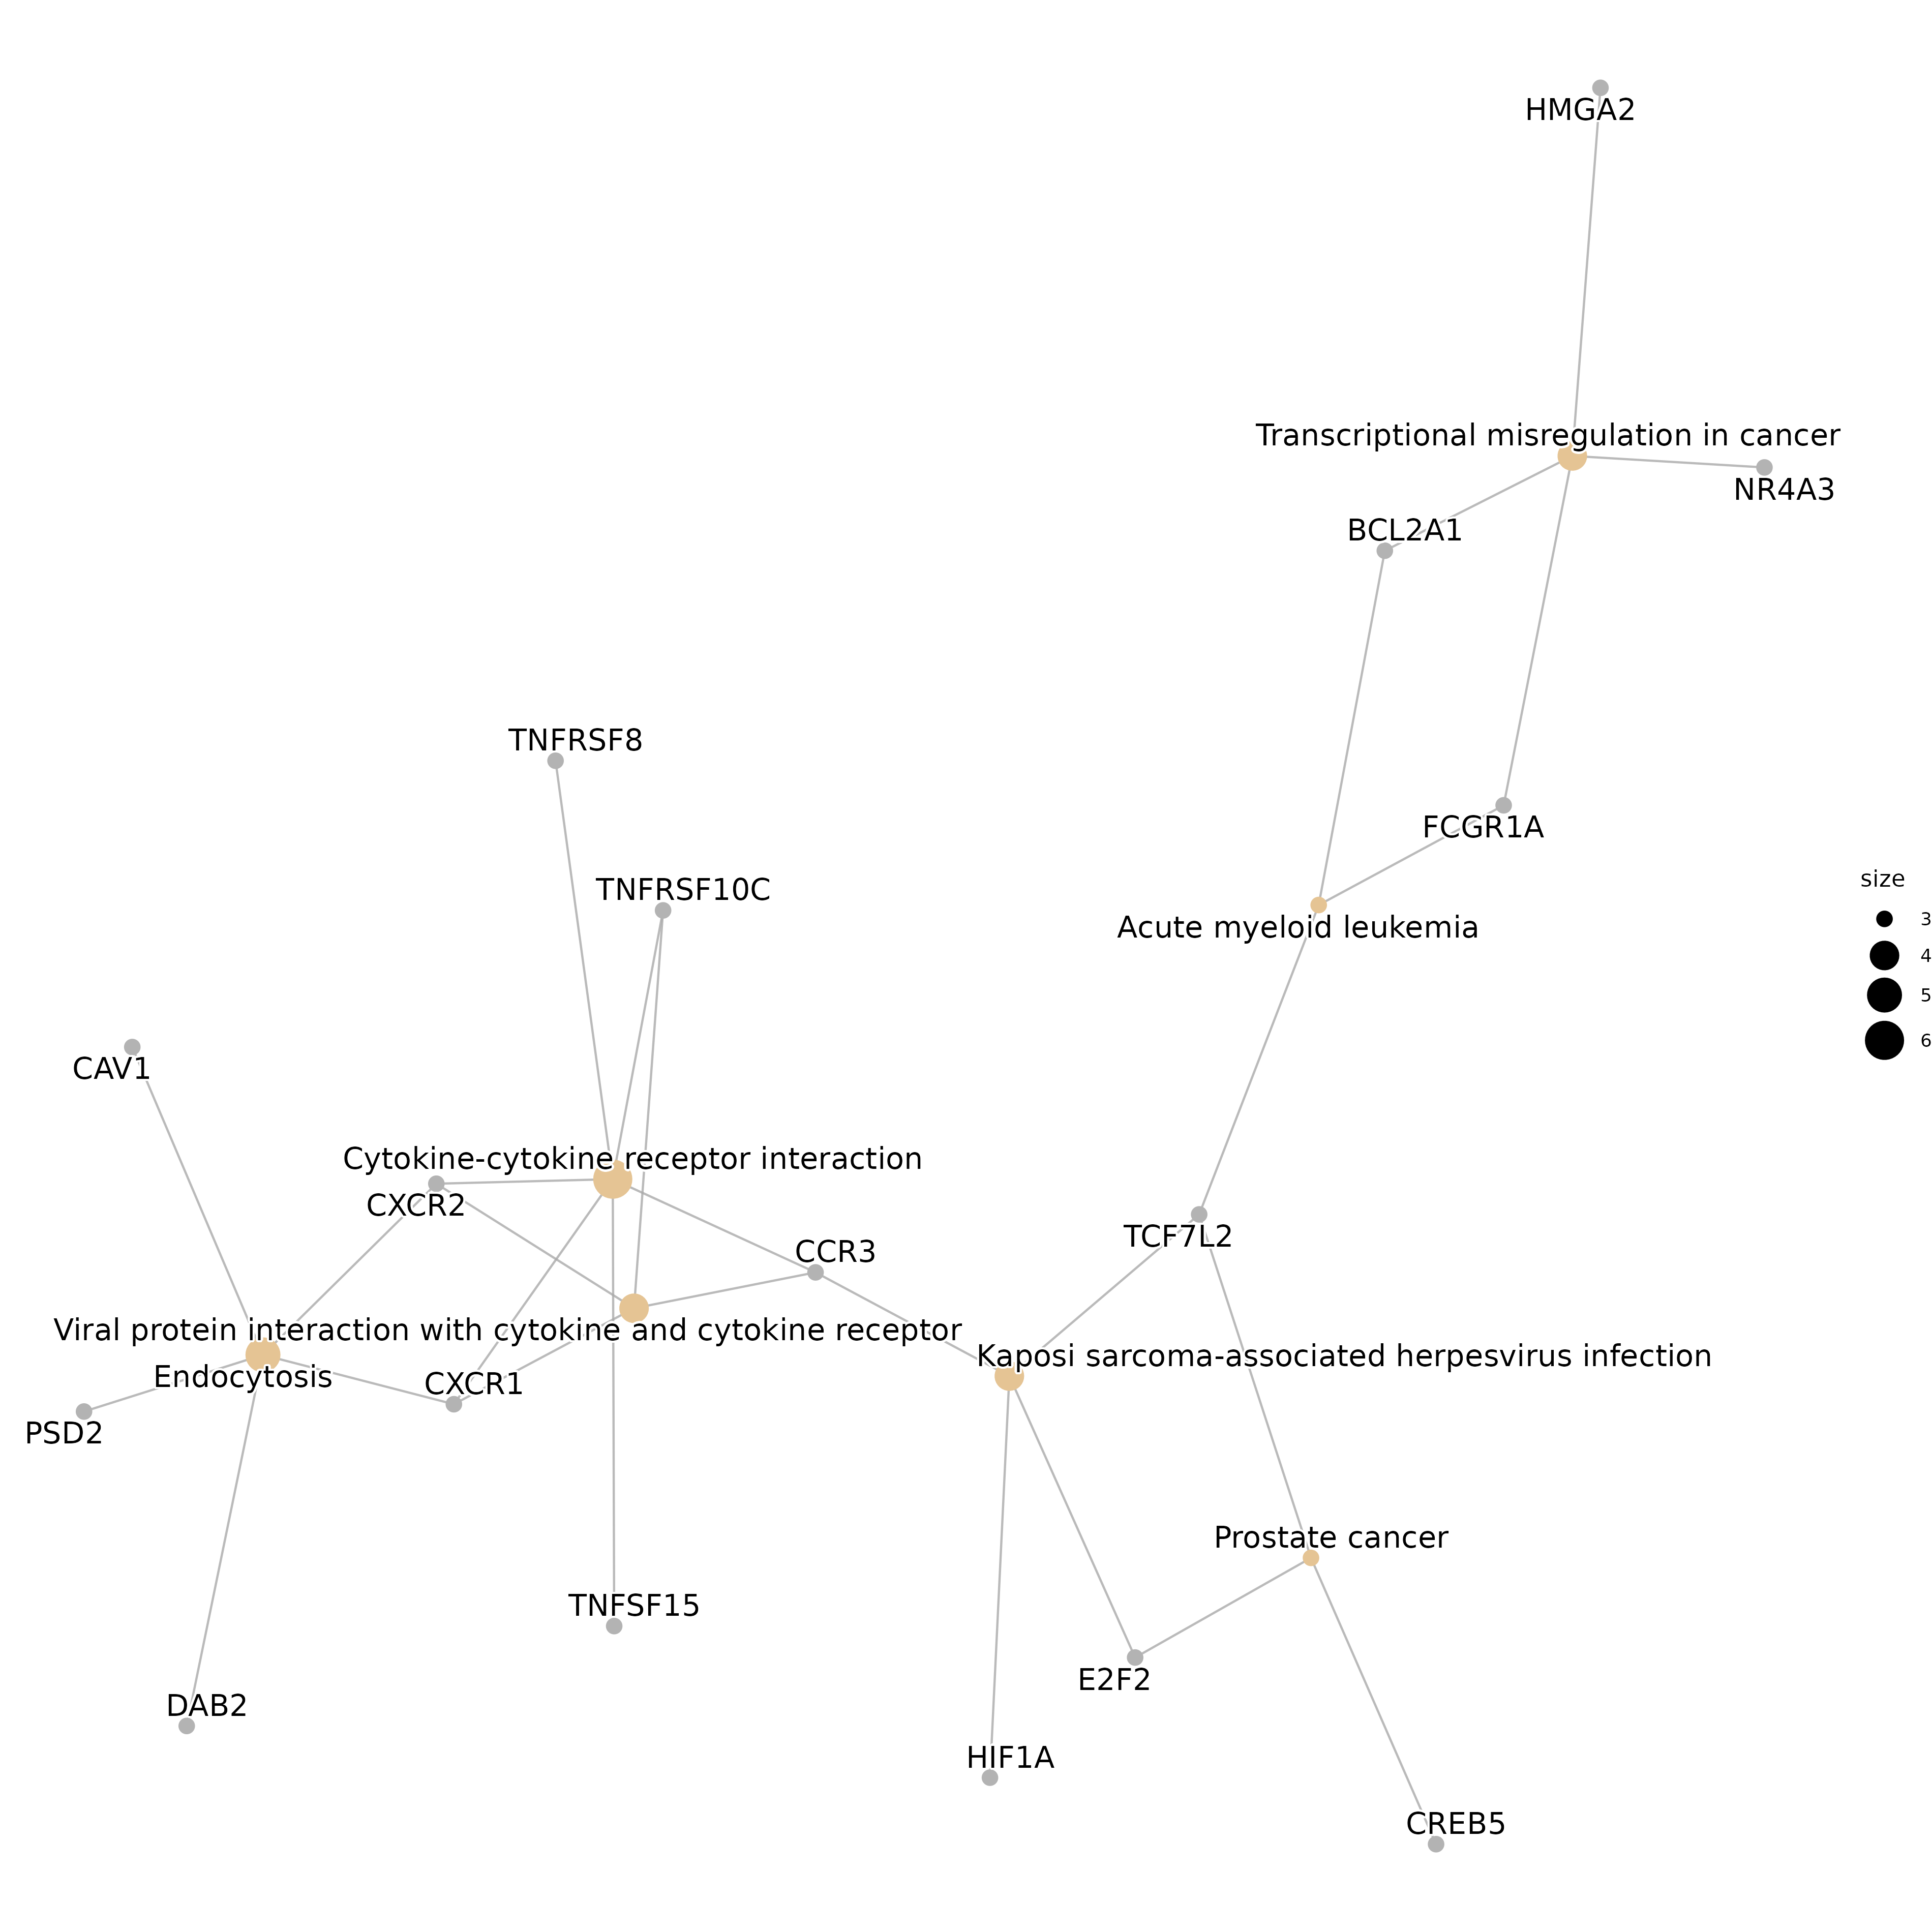 HMGA2
Transcriptional misregulation in cancer
NR4A3
BCL2A1
TNFRSF8
FCGR1A
size
TNFRSF10C
3
Acute myeloid leukemia
4
5
6
CAV1
Cytokine-cytokine receptor interaction
CXCR2
TCF7L2
CCR3
Viral protein interaction with cytokine and cytokine receptor
Kaposi sarcoma-associated herpesvirus infection
Endocytosis
CXCR1
PSD2
Prostate cancer
TNFSF15
E2F2
DAB2
HIF1A
CREB5